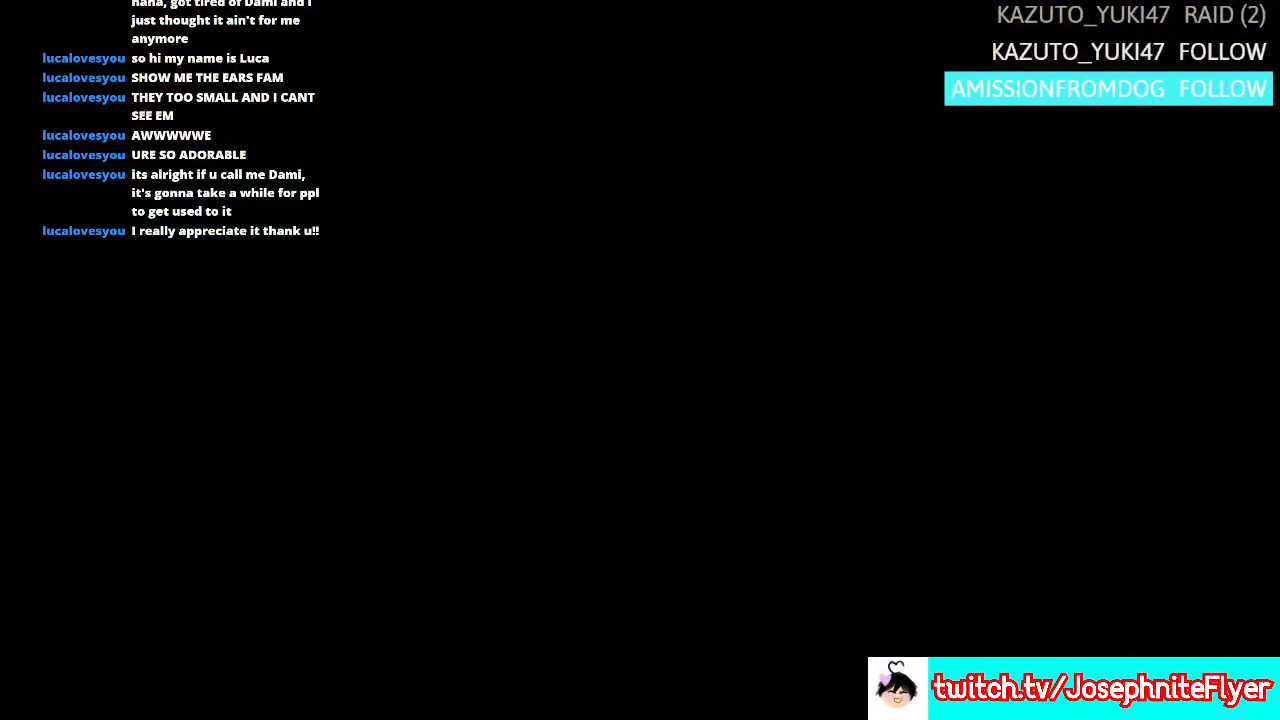 haha, got tired of Dami and I
just thought it ain't for me
anymore
lucalovesyou so hi my name is Luca
lucalovesyou SHOW ME THE EARS FAM
lucalovesyou THEY TOO SMALL AND I CANT
SEE EM
lucalovesyou AWWWWWE
lucalovesyou URE SO ADORABLE
lucalovesyou its alright if u call me Dami,
it's gonna take a while for ppl
to get used to it
lucalovesyou I really appreciate it thank u!!
KAZUTO_YUKI47 RAID (2)
KAZUTO_YUKI47 FOLLOW
AMISSIONFROMDOG FOLLOW
twitch.tv/JosephniteFlyer